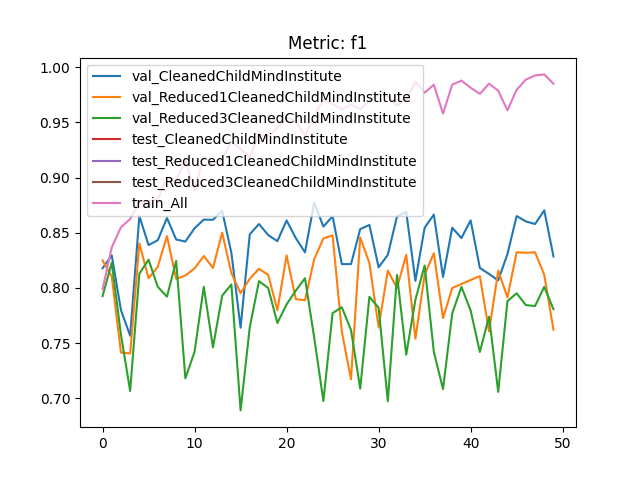 Metric: f1
val_CleanedChildMindInstitute
val_Reduced1CleanedChildMindInstitute
val_Reduced3CleanedChildMindInstitute
test_CleanedChildMindInstitute
test_Reduced1CleanedChildMindInstitute
test_Reduced3CleanedChildMindInstitute
train_All
1.00
0.95
0.90
0.85
0.80
0.75
0.70
0 10 20 30 40 50